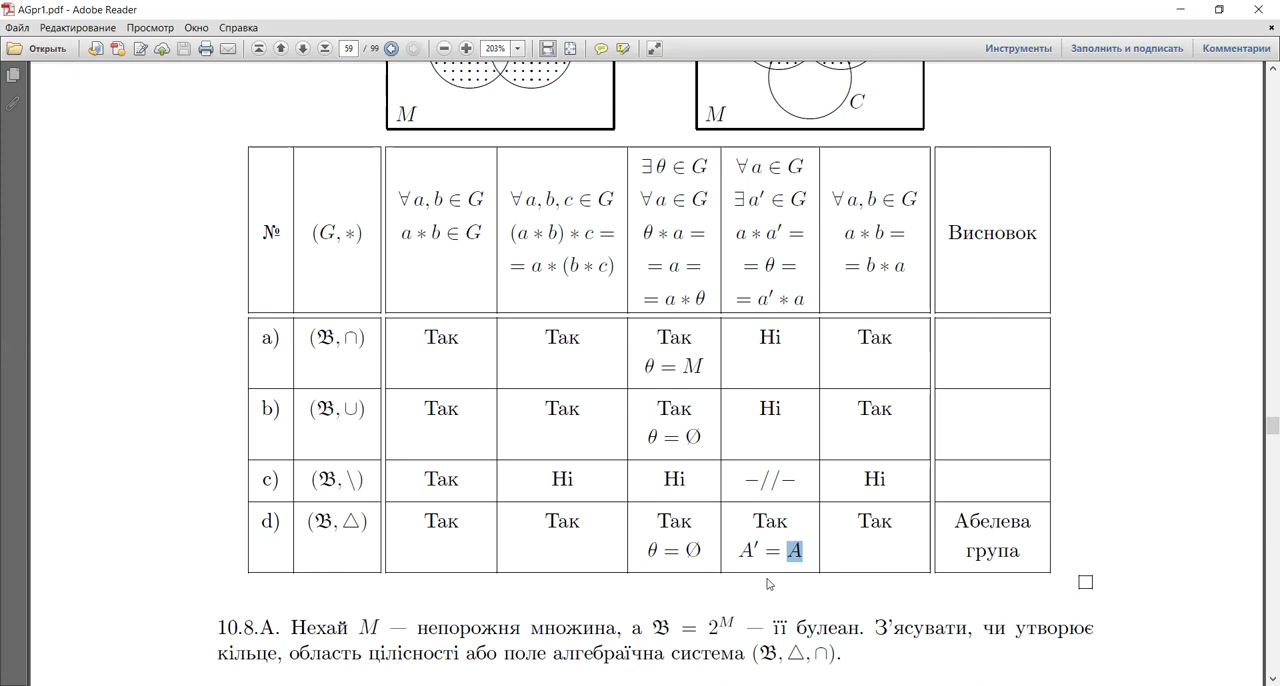 AGpr1.pdf - Adobe Reader
Файл Редактирование Просмотр Окно Справка
Открыть 59 / 99 203% Инструменты Заполнить и подписать Комментарии
M
M
C
№
(G, ∗)
∀ a, b ∈ G
a ∗ b ∈ G
∀ a, b, c ∈ G
(a ∗ b) ∗ c =
= a ∗ (b ∗ c)
∃ θ ∈ G
∀ a ∈ G
θ ∗ a =
= a =
= a ∗ θ
∀ a ∈ G
∃ a′ ∈ G
a ∗ a′ =
= θ =
= a′ ∗ a
∀ a, b ∈ G
a ∗ b =
= b ∗ a
Висновок
a) (𝔅, ∩) Так Так Так Ні Так
θ = M
b) (𝔅, ∪) Так Так Так Ні Так
θ = Ø
c) (𝔅, \) Так Ні Ні −//− Ні
d) (𝔅, △) Так Так Так Так Так Абелева
θ = Ø A′ = A група
10.8.А. Нехай M — непорожня множина, а 𝔅 = 2^M — її булеан. З'ясувати, чи утворює
кільце, область цілісності або поле алгебраїчна система (𝔅, △, ∩).